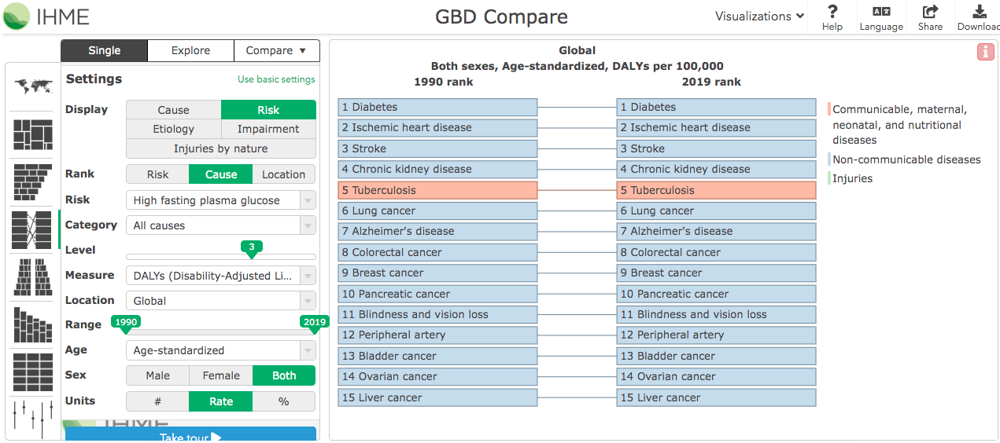 IHME
GBD Compare
Visualizations
Help
Language
Share
Download
Single
Explore
Compare
Settings
Use basic settings
Display
Cause
Risk
Etiology
Impairment
Injuries by nature
Rank
Risk
Cause
Location
Risk
High fasting plasma glucose
Category
All causes
Level
3
Measure
DALYs (Disability-Adjusted Li...
Location
Global
Range
1990
2019
Age
Age-standardized
Sex
Male
Female
Both
Units
#
Rate
%
IHME
Take tour
Global
Both sexes, Age-standardized, DALYs per 100,000
1990 rank
2019 rank
1 Diabetes
1 Diabetes
2 Ischemic heart disease
2 Ischemic heart disease
3 Stroke
3 Stroke
4 Chronic kidney disease
4 Chronic kidney disease
5 Tuberculosis
5 Tuberculosis
6 Lung cancer
6 Lung cancer
7 Alzheimer's disease
7 Alzheimer's disease
8 Colorectal cancer
8 Colorectal cancer
9 Breast cancer
9 Breast cancer
10 Pancreatic cancer
10 Pancreatic cancer
11 Blindness and vision loss
11 Blindness and vision loss
12 Peripheral artery
12 Peripheral artery
13 Bladder cancer
13 Bladder cancer
14 Ovarian cancer
14 Ovarian cancer
15 Liver cancer
15 Liver cancer
Communicable, maternal,
neonatal, and nutritional
diseases
Non-communicable diseases
Injuries